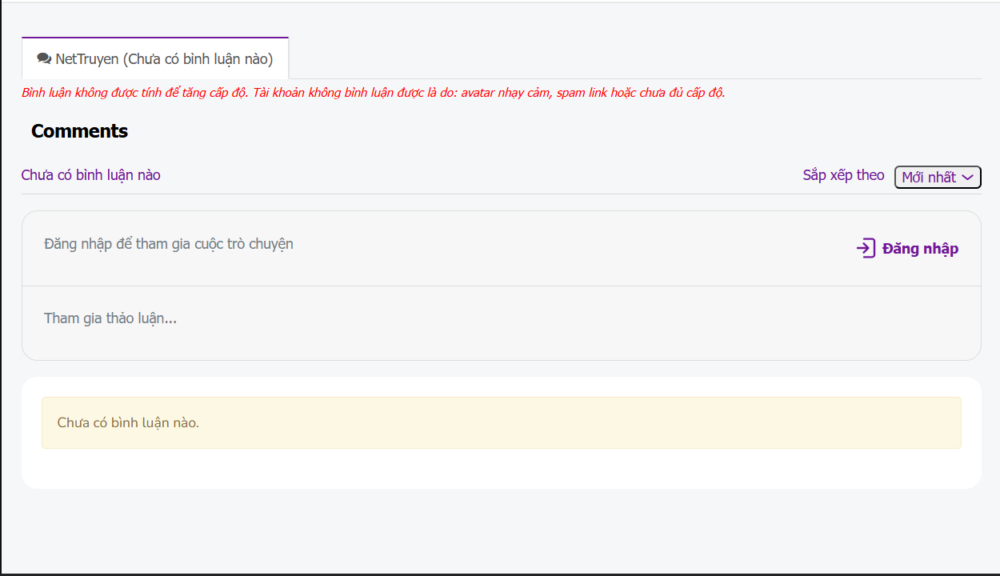 NetTruyen (Chưa có bình luận nào)
Bình luận không được tính để tăng cấp độ. Tài khoản không bình luận được là do: avatar nhạy cảm, spam link hoặc chưa đủ cấp độ.
Comments
Chưa có bình luận nào
Sắp xếp theo Mới nhất
Đăng nhập để tham gia cuộc trò chuyện
Đăng nhập
Tham gia thảo luận...
Chưa có bình luận nào.